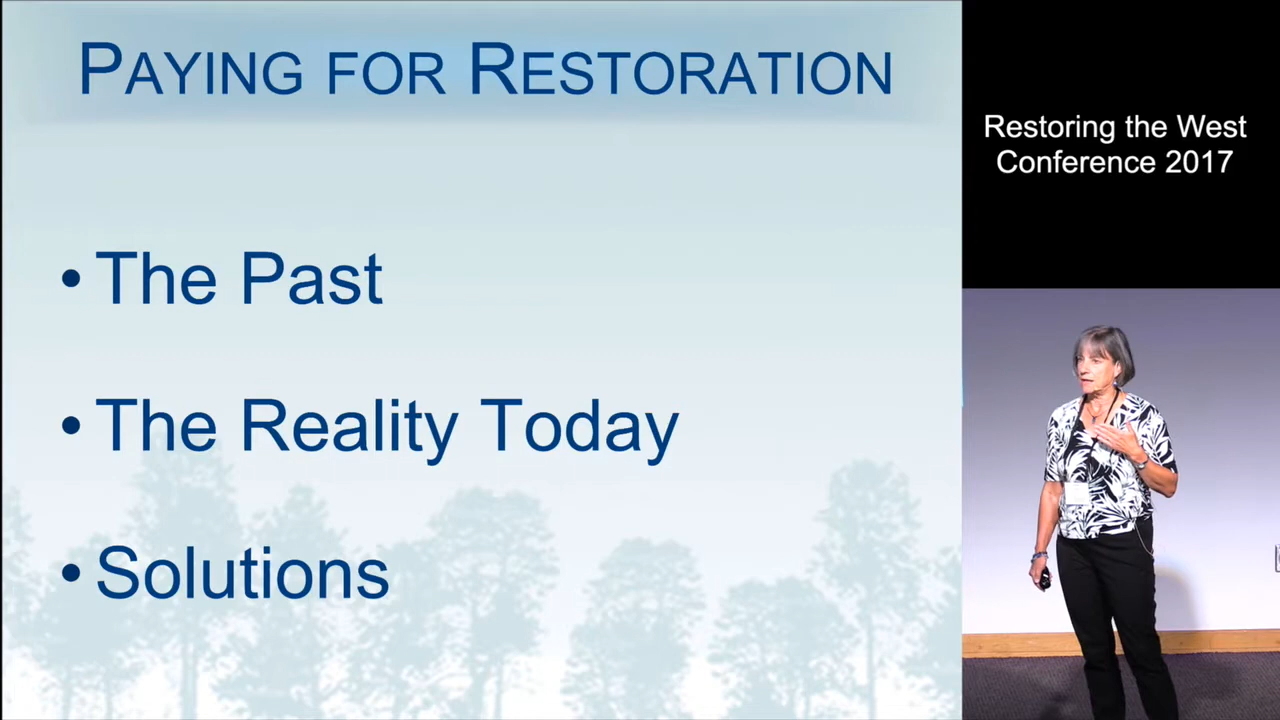 PAYING FOR RESTORATION
• The Past
• The Reality Today
• Solutions
Restoring the West
Conference 2017